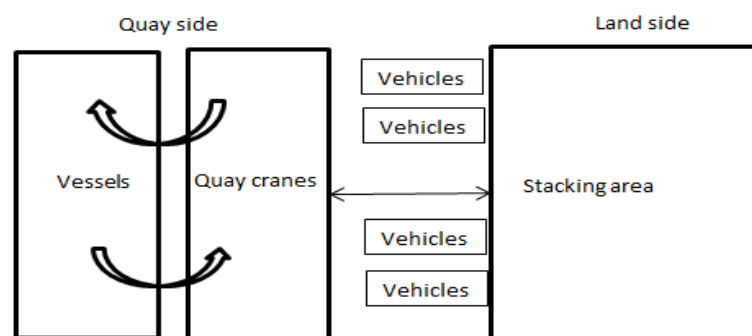 Quay side
Land side
Vehicles
Vehicles
Vessels
Quay cranes
Stacking area
Vehicles
Vehicles